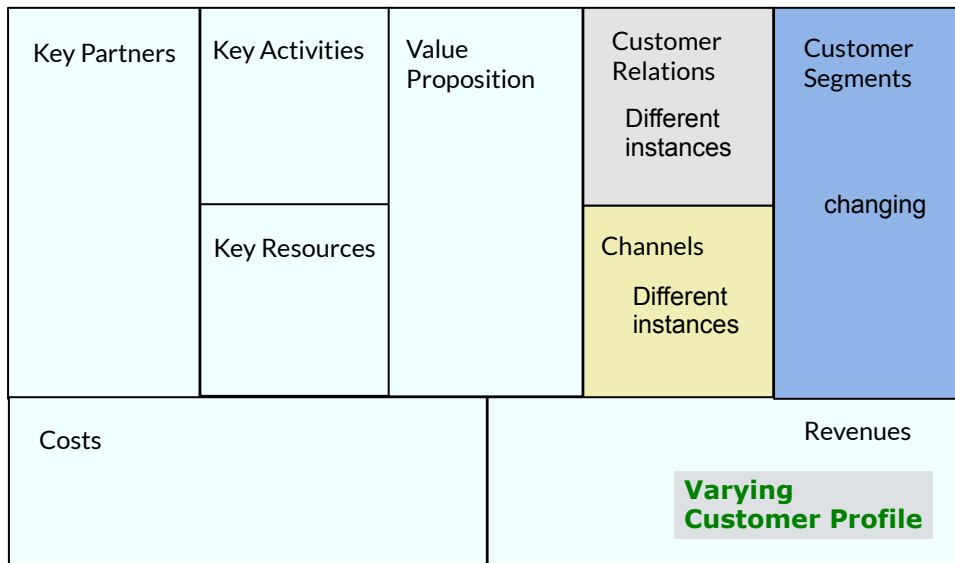 Key Partners
Key Activities
Value
Proposition
Customer
Relations
Different
instances
Customer
Segments
changing
Key Resources
Channels
Different
instances
Costs
Revenues
Varying
Customer Profile